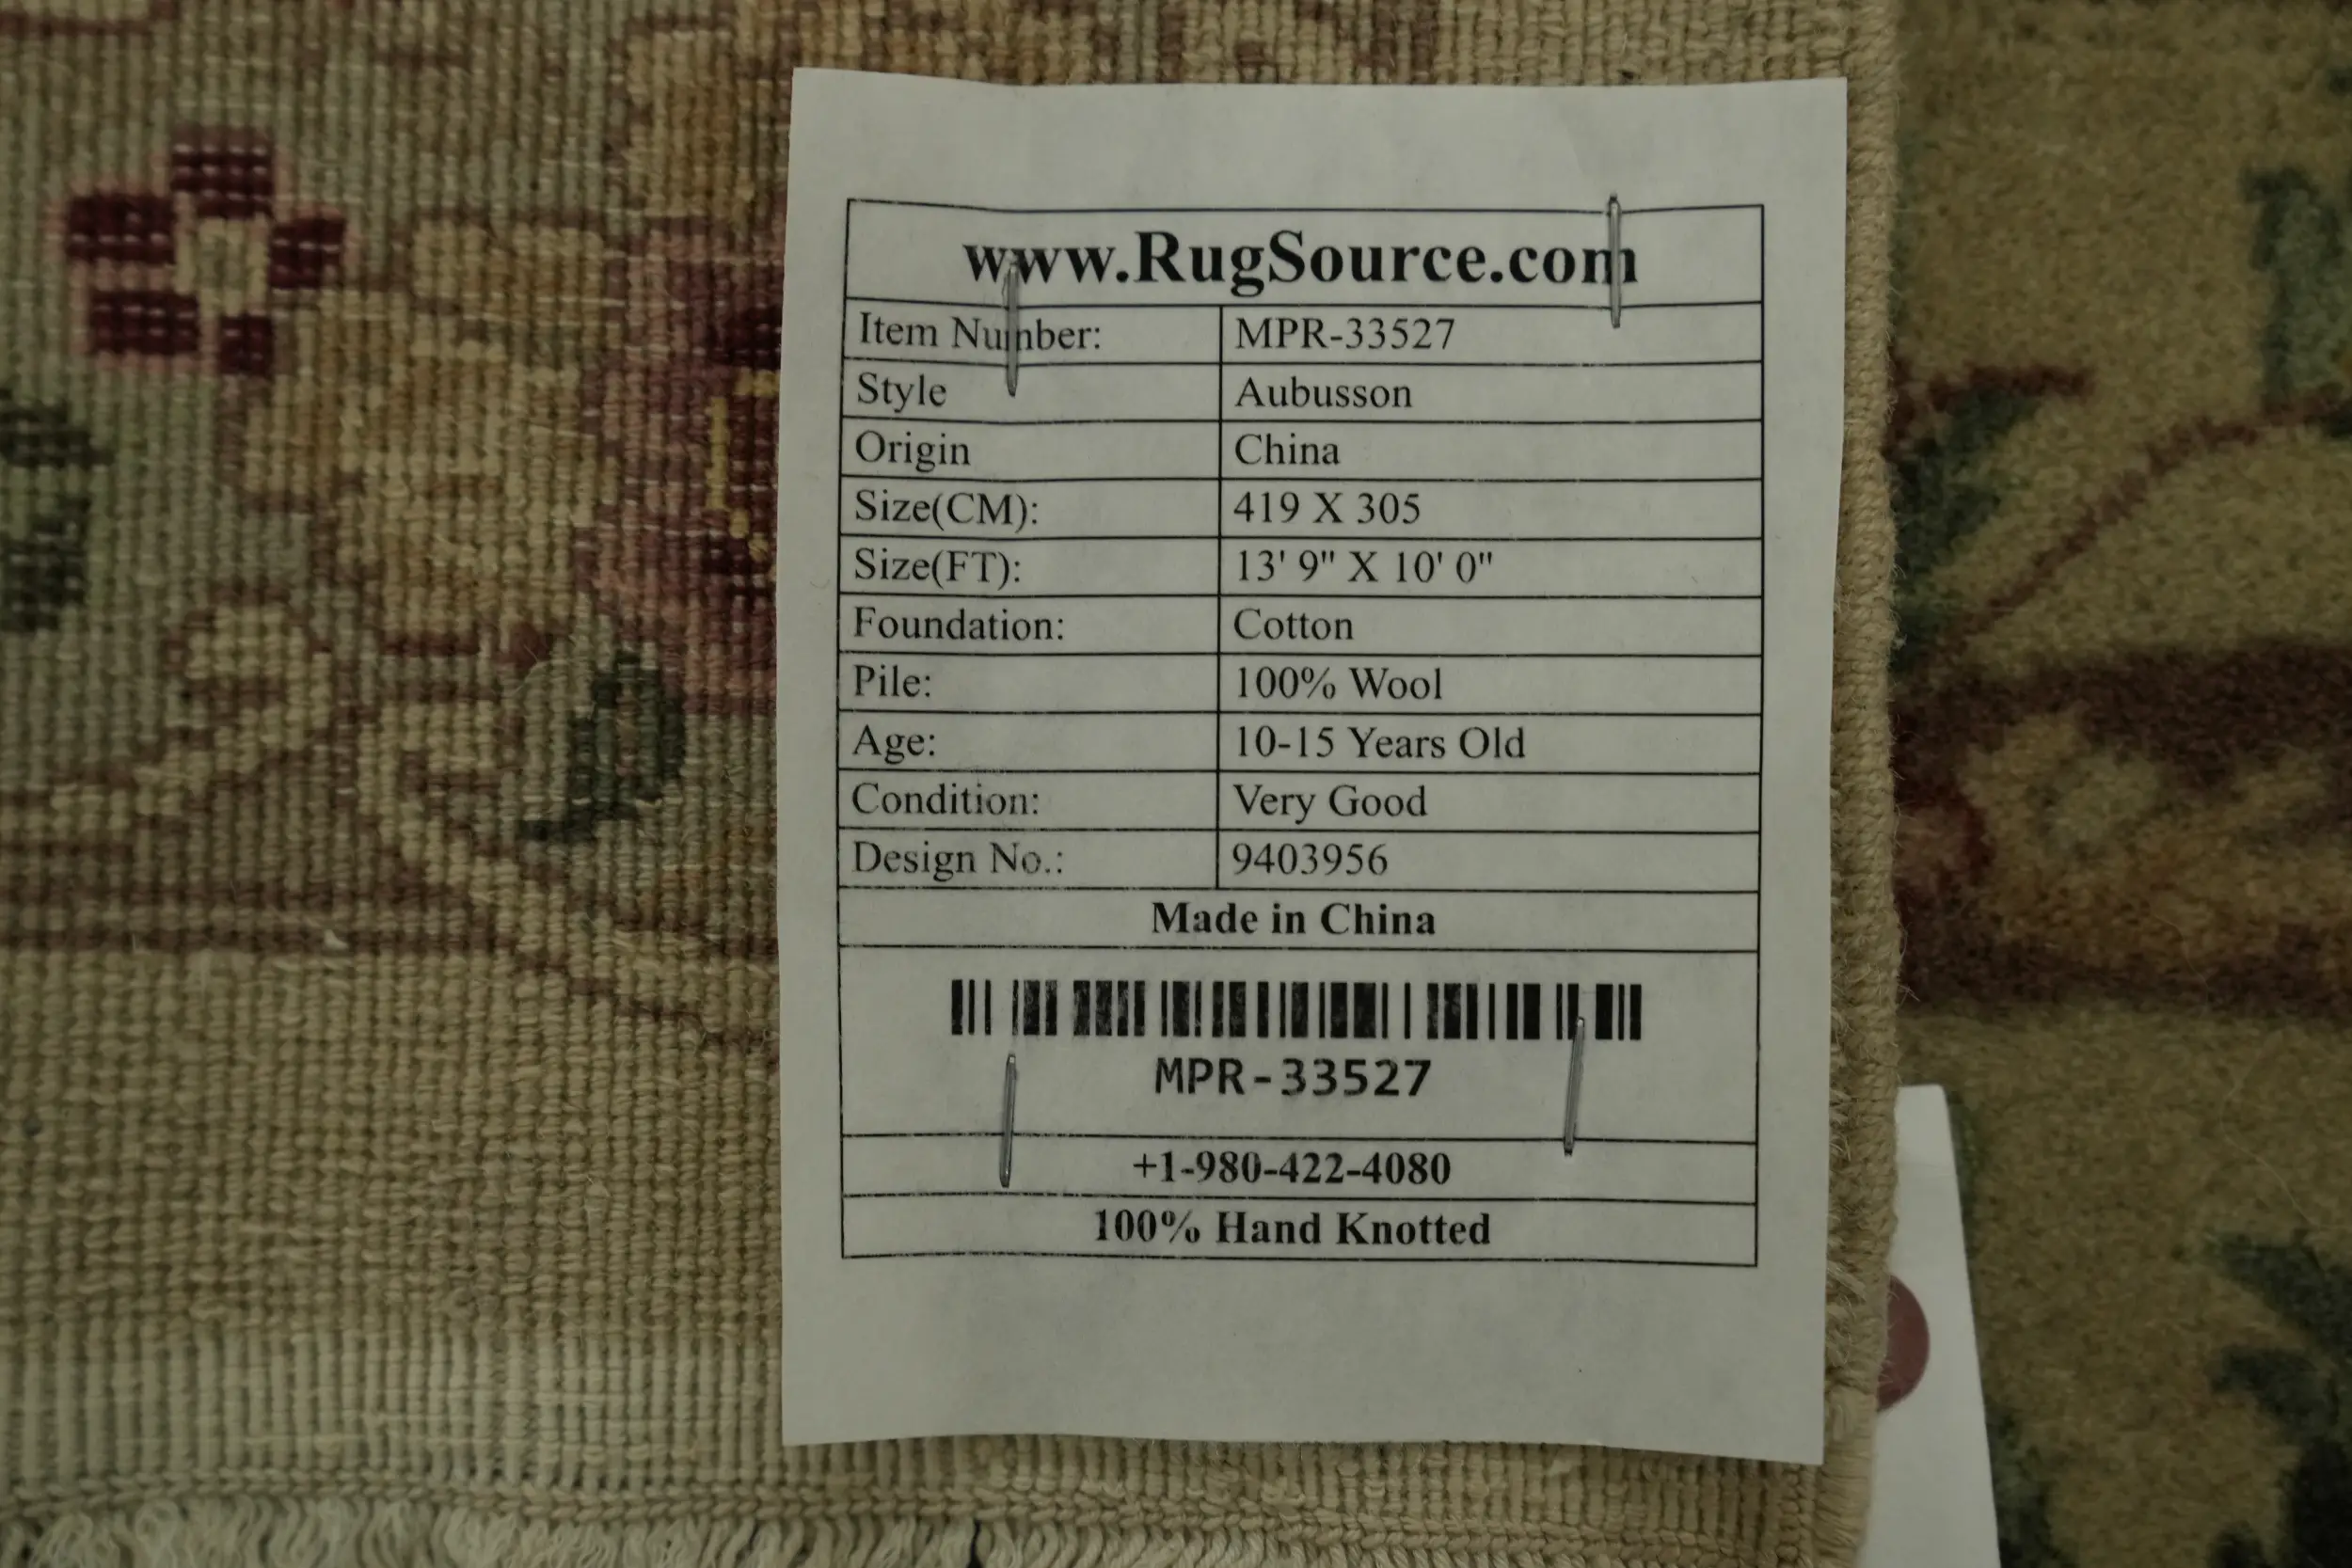 www.RugSource.com
Item Number: MPR-33527
Style Aubusson
Origin China
Size(CM): 419 X 305
Size(FT): 13' 9" X 10' 0"
Foundation: Cotton
Pile: 100% Wool
Age: 10-15 Years Old
Condition: Very Good
Design No.: 9403956
Made in China
MPR-33527
+1-980-422-4080
100% Hand Knotted